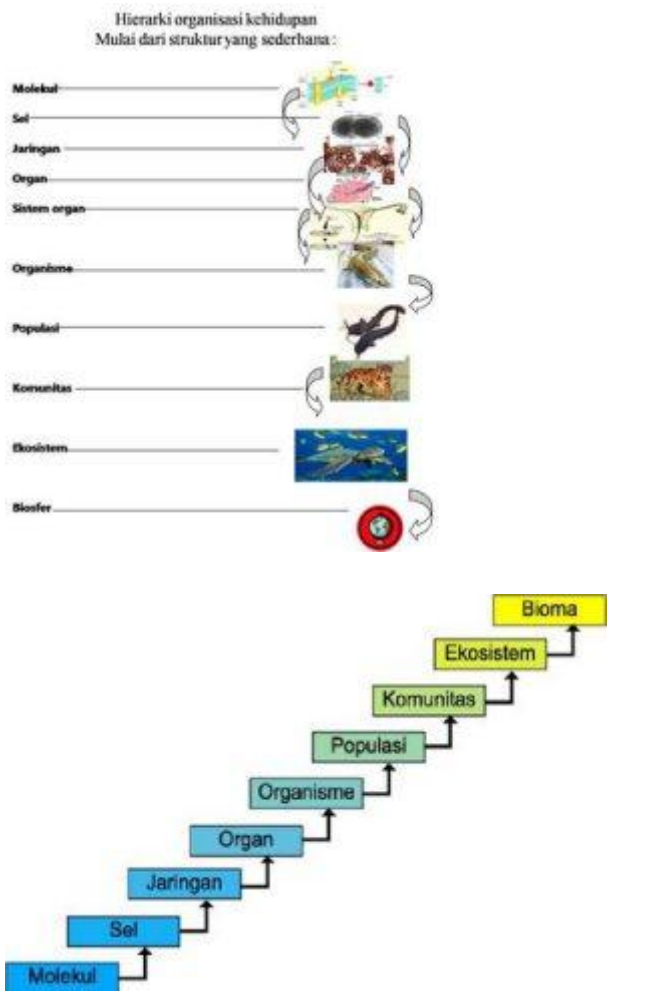 Hierarki organisasi kehidupan
Mulai dari struktur yang sederhana :
Molekul
Sel
Jaringan
Organ
Sistem organ
Organisme
Populasi
Komunitas
Ekosistem
Biosfer
Bioma
Ekosistem
Komunitas
Populasi
Organisme
Organ
Jaringan
Sel
Molekul